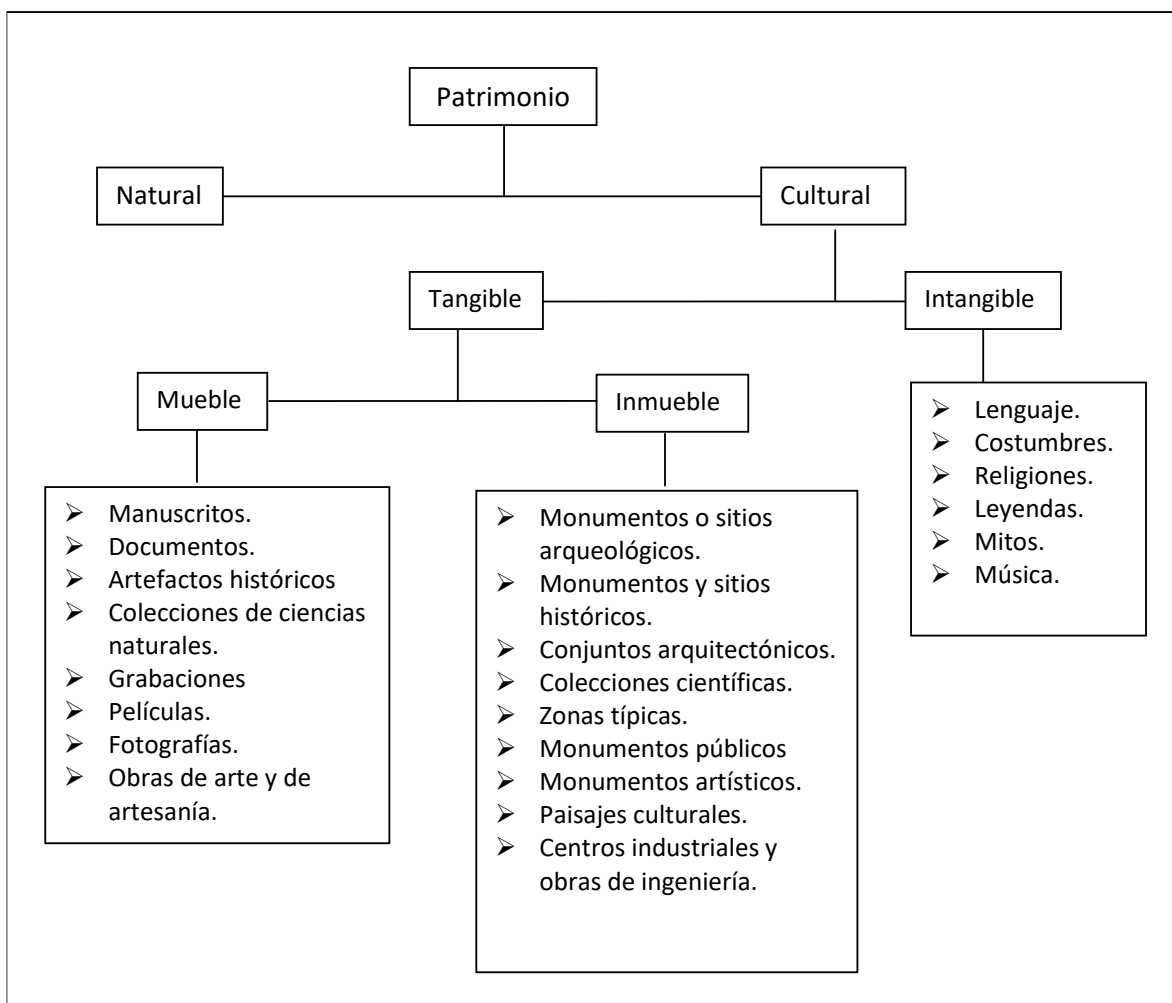 Patrimonio
Natural
Cultural
Tangible
Intangible
Mueble
Inmueble
➢ Manuscritos.
➢ Documentos.
➢ Artefactos históricos
➢ Colecciones de ciencias
naturales.
➢ Grabaciones
➢ Películas.
➢ Fotografías.
➢ Obras de arte y de
artesanía.
➢ Monumentos o sitios
arqueológicos.
➢ Monumentos y sitios
históricos.
➢ Conjuntos arquitectónicos.
➢ Colecciones científicas.
➢ Zonas típicas.
➢ Monumentos públicos
➢ Monumentos artísticos.
➢ Paisajes culturales.
➢ Centros industriales y
obras de ingeniería.
➢ Lenguaje.
➢ Costumbres.
➢ Religiones.
➢ Leyendas.
➢ Mitos.
➢ Música.